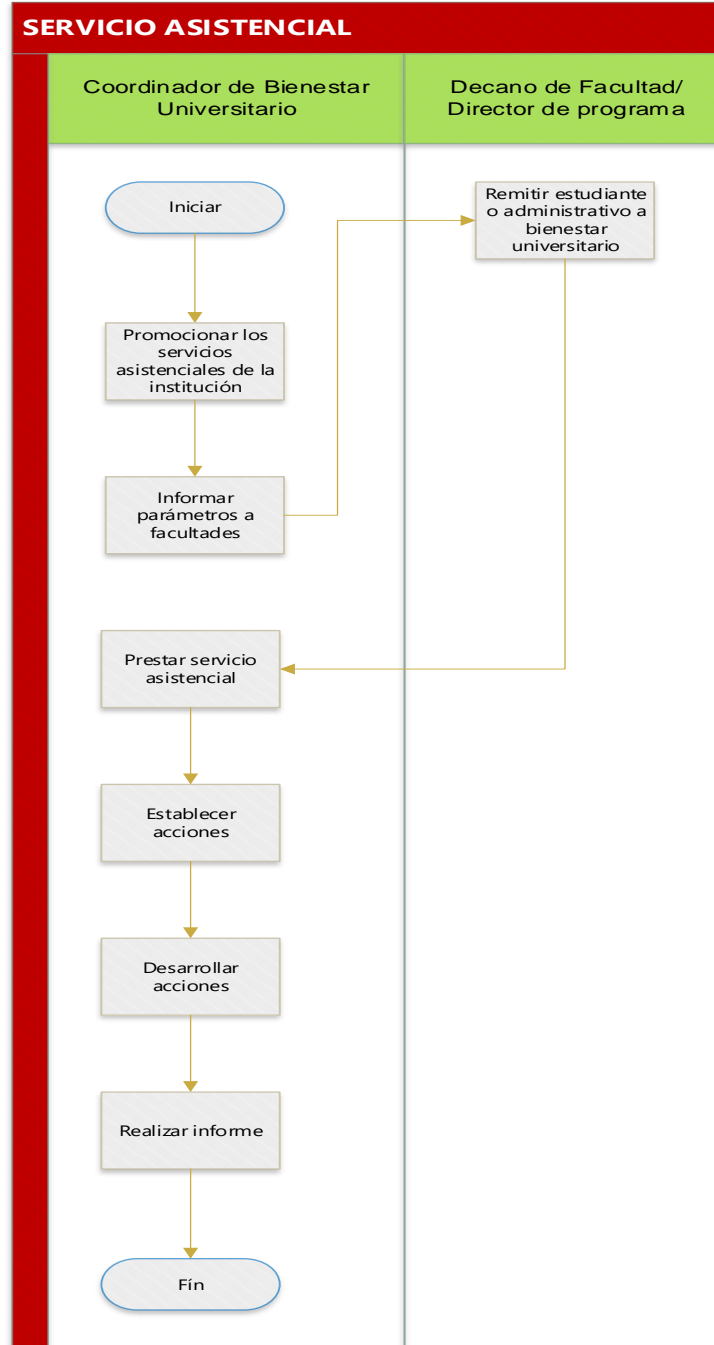 SERVICIO ASISTENCIAL
Coordinador de Bienestar
Universitario
Decano de Facultad/
Director de programa
Iniciar
Remitir estudiante
o administrativo a
bienestar
universitario
Promocionar los
servicios
asistenciales de la
institución
Informar
parámetros a
facultades
Prestar servicio
asistencial
Establecer
acciones
Desarrollar
acciones
Realizar informe
Fín